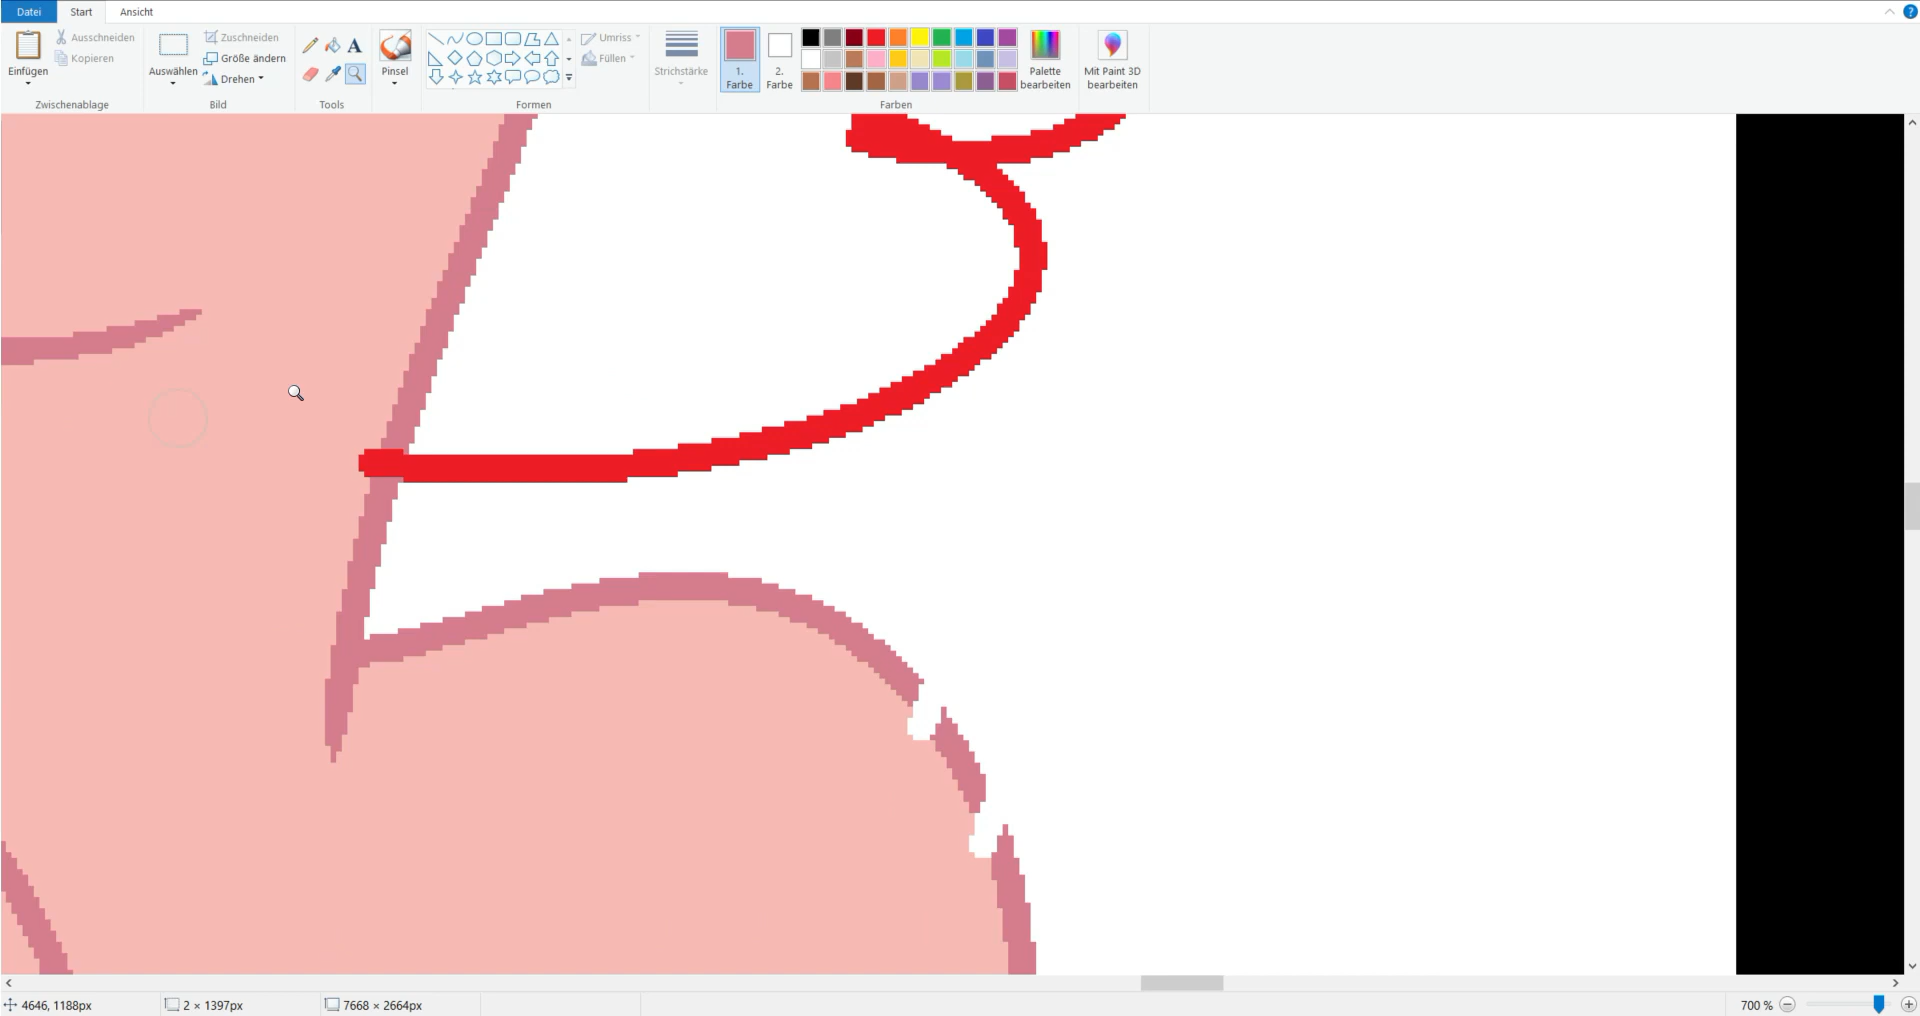 Datei Start Ansicht
Einfügen
Ausschneiden
Kopieren
Zwischenablage
Auswählen
Zuschneiden
Größe ändern
Drehen
Bild
A
Tools
Pinsel
Umriss
Füllen
Formen
Strichstärke
1.
Farbe
2.
Farbe
Farben
Palette
bearbeiten
Mit Paint 3D
bearbeiten
4646, 1188px
2 × 1397px
7668 × 2664px
700 %